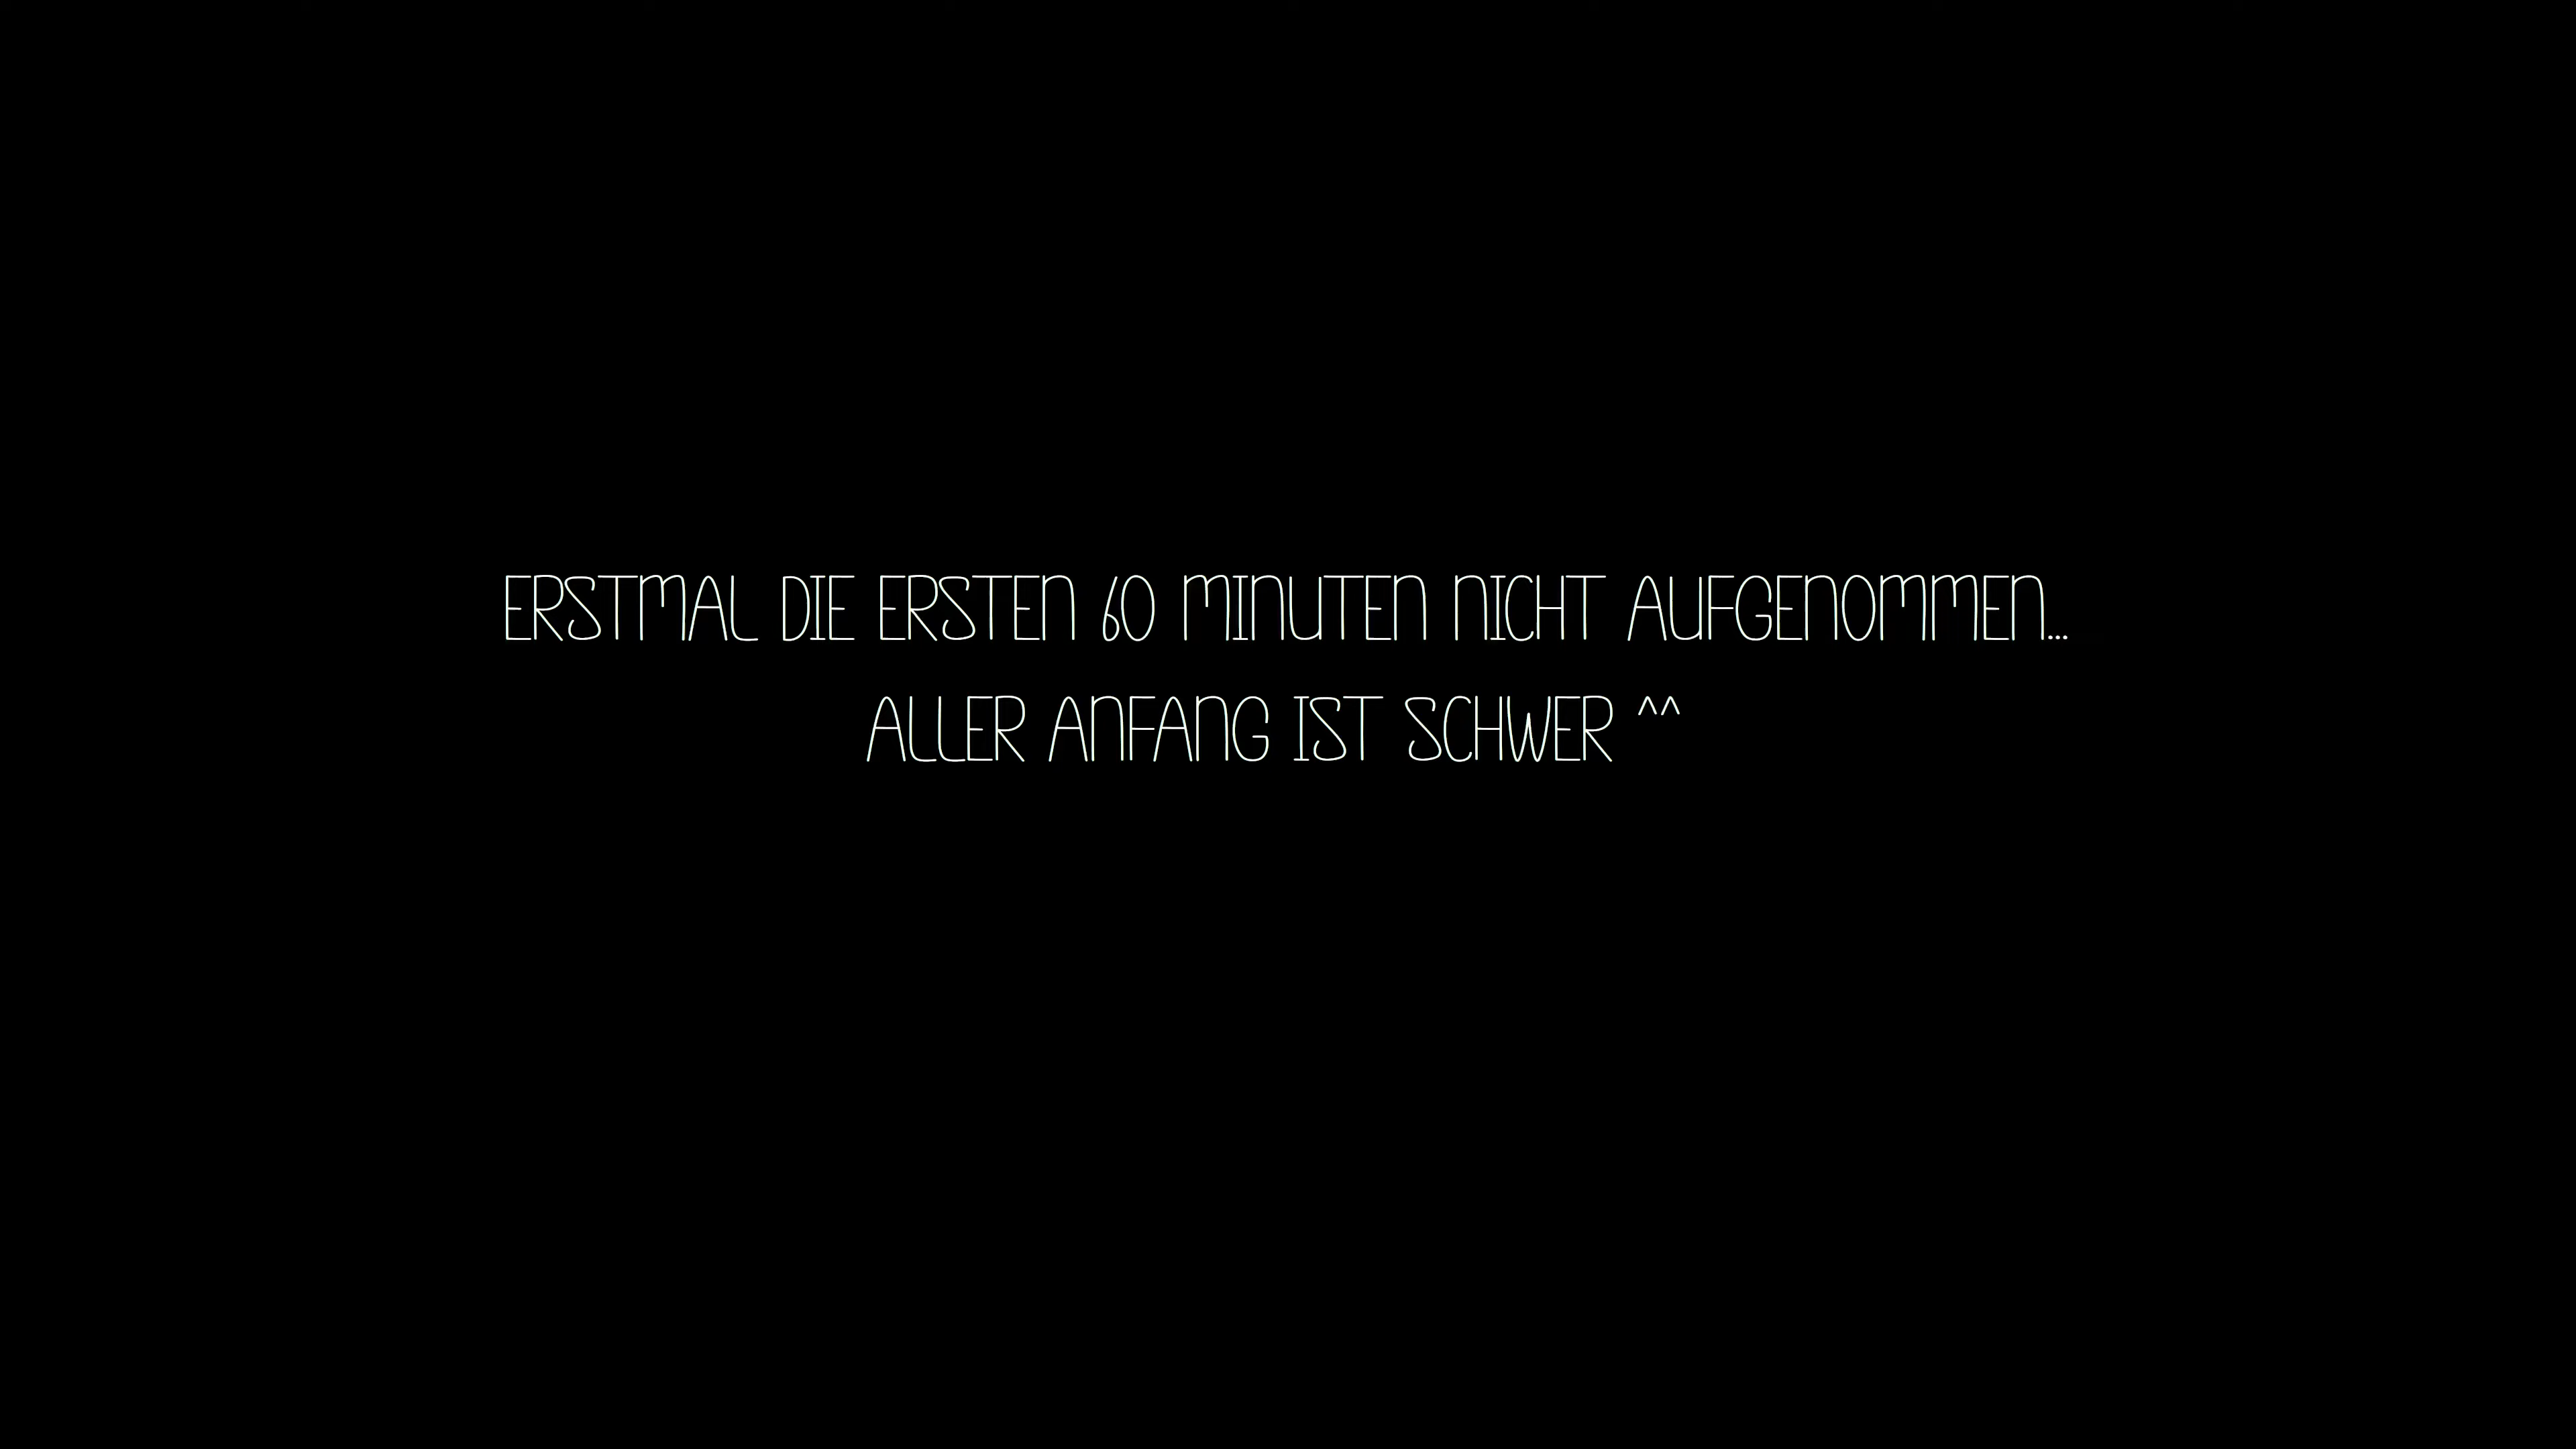 ERSTMAL DIE ERSTEN 60 MINUTEN NICHT AUFGENOMMEN...
ALLER ANFANG IST SCHWER ^^